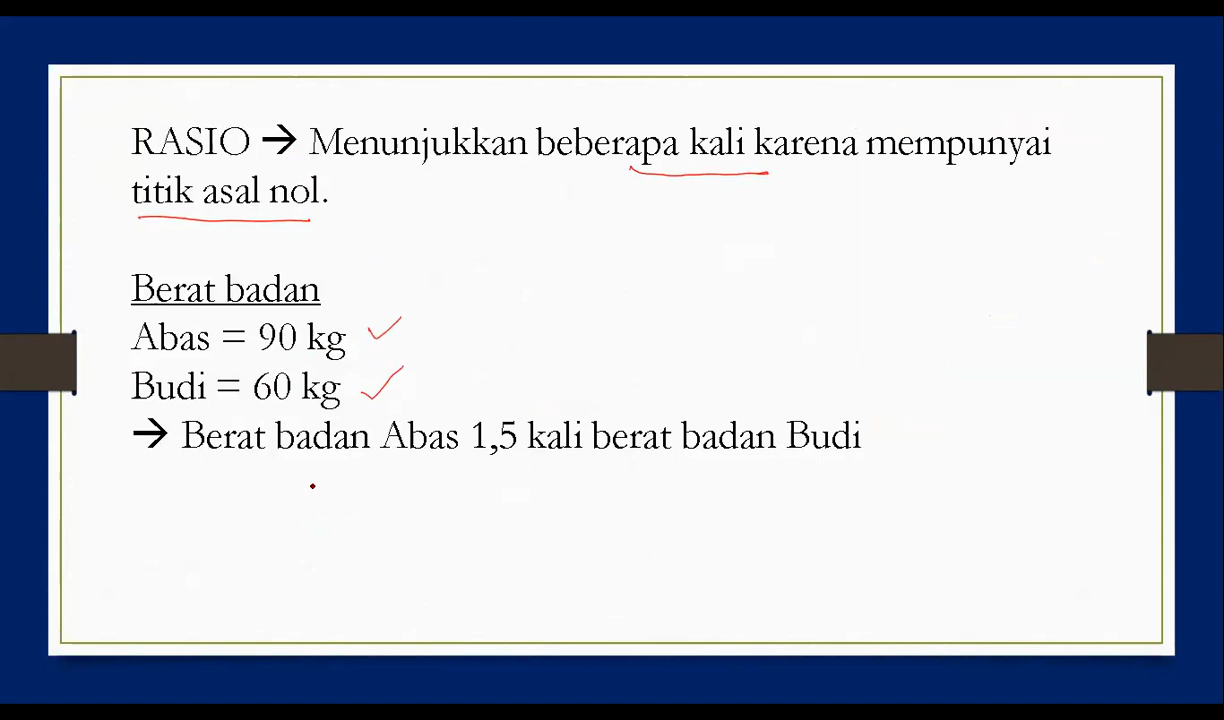 RASIO → Menunjukkan beberapa kali karena mempunyai
titik asal nol.
Berat badan
Abas = 90 kg
Budi = 60 kg
→ Berat badan Abas 1,5 kali berat badan Budi